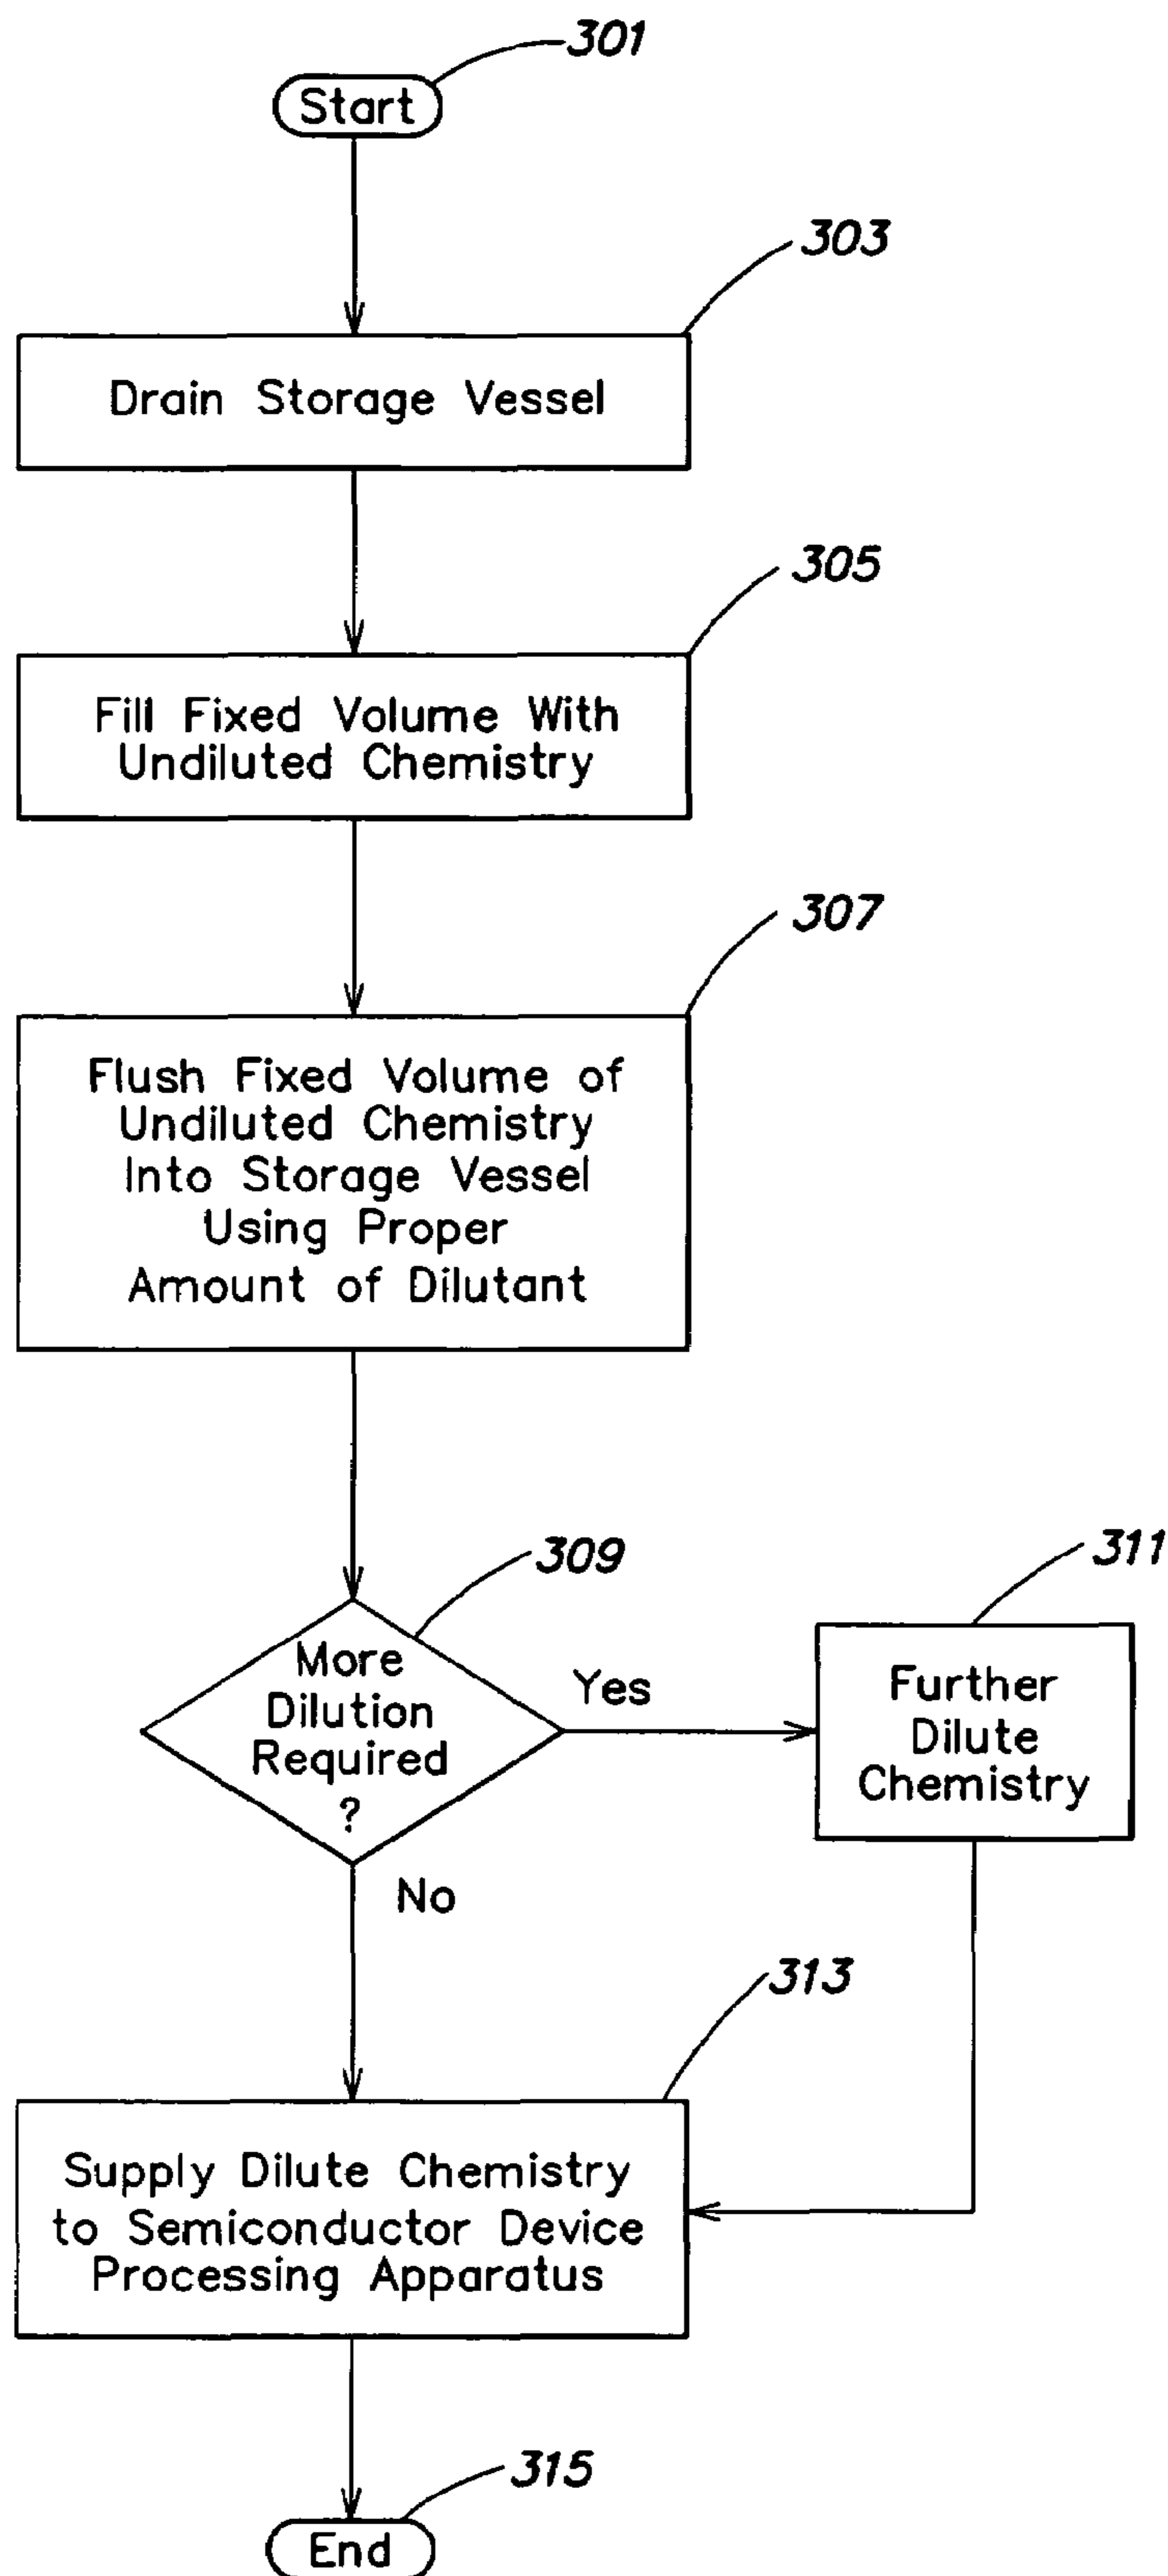 301
Start
303
Drain Storage Vessel
305
Fill Fixed Volume With
Undiluted Chemistry
307
Flush Fixed Volume of
Undiluted Chemistry
Into Storage Vessel
Using Proper
Amount of Dilutant
309
More
Dilution
Required
?
Yes
311
Further
Dilute
Chemistry
No
313
Supply Dilute Chemistry
to Semiconductor Device
Processing Apparatus
315
End